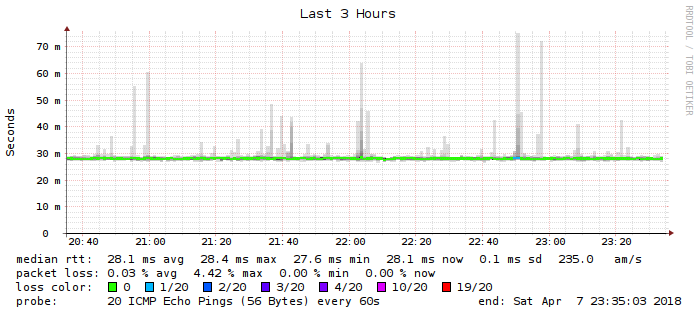 Last 3 Hours
RRDTOOL / TOBI OETIKER
Seconds
70 m
60 m
50 m
40 m
30 m
20 m
10 m
0
20:40 21:00 21:20 21:40 22:00 22:20 22:40 23:00 23:20
median rtt: 28.1 ms avg 28.4 ms max 27.6 ms min 28.1 ms now 0.1 ms sd 235.0 am/s
packet loss: 0.03 % avg 4.42 % max 0.00 % min 0.00 % now
loss color: 0 1/20 2/20 3/20 4/20 10/20 19/20
probe: 20 ICMP Echo Pings (56 Bytes) every 60s end: Sat Apr 7 23:35:03 2018